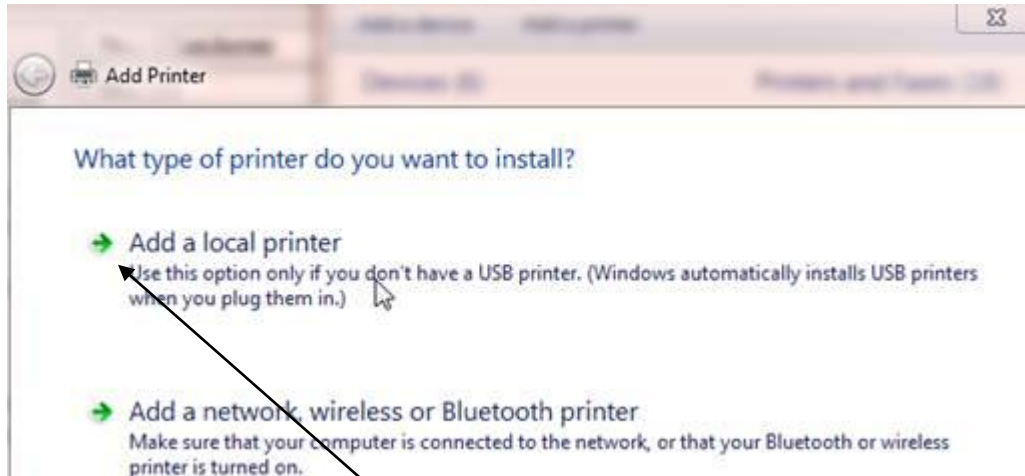 Add Printer
What type of printer do you want to install?
Add a local printer
Use this option only if you don't have a USB printer. (Windows automatically installs USB printers
when you plug them in.)
Add a network, wireless or Bluetooth printer
Make sure that your computer is connected to the network, or that your Bluetooth or wireless
printer is turned on.